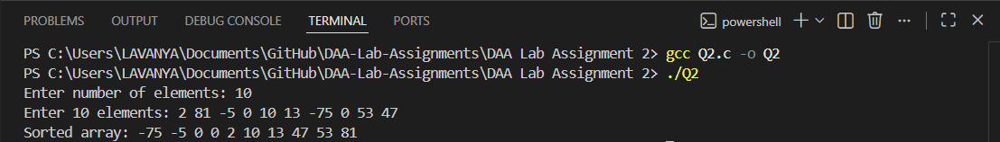 PROBLEMS OUTPUT DEBUG CONSOLE TERMINAL PORTS powershell
PS C:\Users\LAVANYA\Documents\GitHub\DAA-Lab-Assignments\DAA Lab Assignment 2> gcc Q2.c -o Q2
PS C:\Users\LAVANYA\Documents\GitHub\DAA-Lab-Assignments\DAA Lab Assignment 2> ./Q2
Enter number of elements: 10
Enter 10 elements: 2 81 -5 0 10 13 -75 0 53 47
Sorted array: -75 -5 0 0 2 10 13 47 53 81